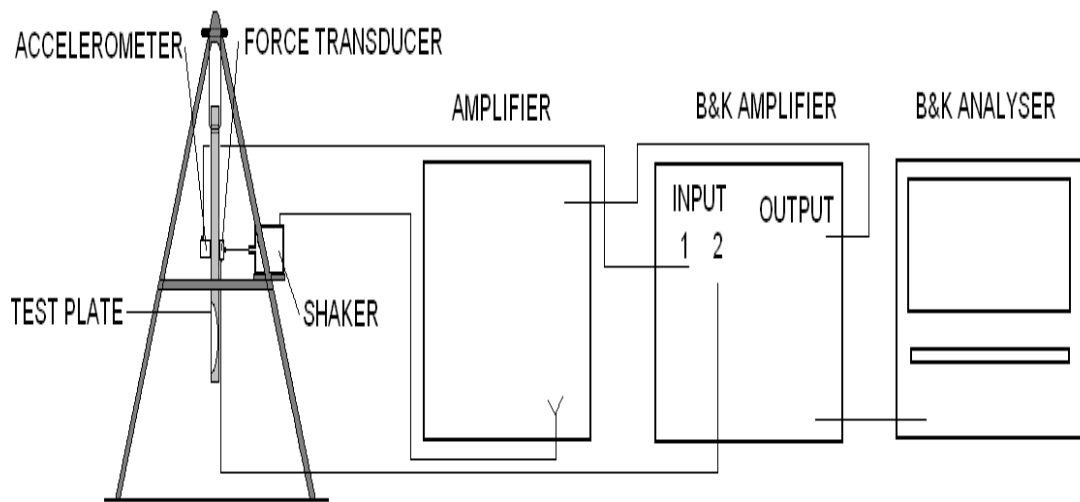 ACCELEROMETER
FORCE TRANSDUCER
AMPLIFIER
B&K AMPLIFIER
B&K ANALYSER
INPUT
OUTPUT
1 2
TEST PLATE
SHAKER